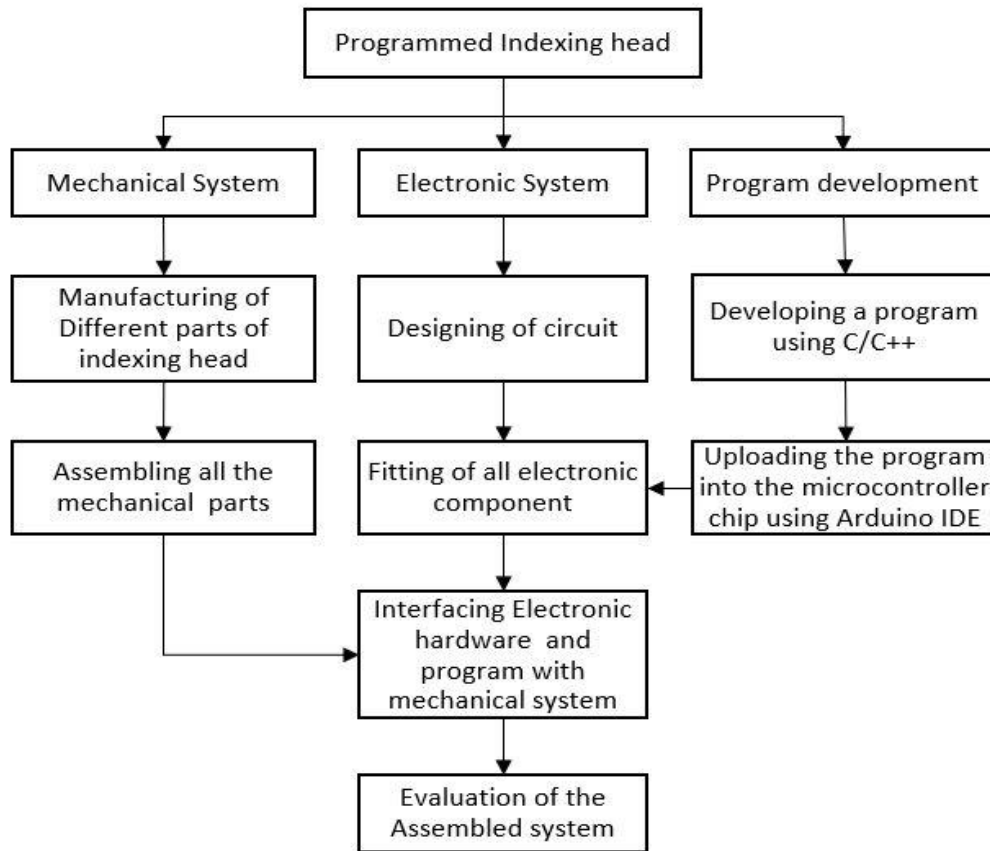 Programmed Indexing head
Mechanical System
Electronic System
Program development
Manufacturing of
Different parts of
indexing head
Designing of circuit
Developing a program
using C/C++
Assembling all the
mechanical parts
Fitting of all electronic
component
Uploading the program
into the microcontroller
chip using Arduino IDE
Interfacing Electronic
hardware and
program with
mechanical system
Evaluation of the
Assembled system